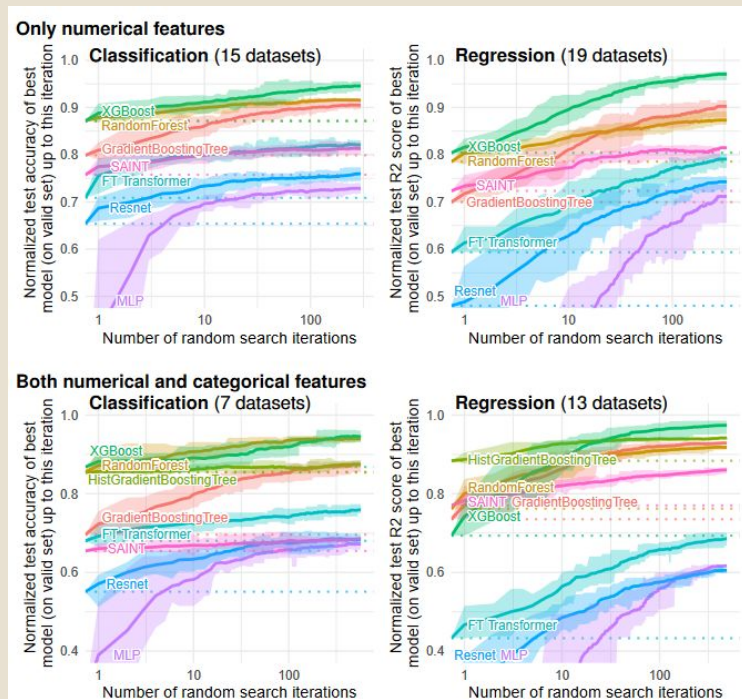 Only numerical features
Classification (15 datasets)
Normalized test accuracy of best
model (on valid set) up to this iteration
1.0
0.9
0.8
0.7
0.6
0.5
XGBoost
RandomForest
GradientBoostingTree
SAINT
FT Transformer
Resnet
MLP
1 10 100
Number of random search iterations
Regression (19 datasets)
Normalized test R2 score of best
model (on valid set) up to this iteration
1.0
0.9
0.8
0.7
0.6
0.5
XGBoost
RandomForest
SAINT
GradientBoostingTree
FT Transformer
Resnet
MLP
1 10 100
Number of random search iterations
Both numerical and categorical features
Classification (7 datasets)
Normalized test accuracy of best
model (on valid set) up to this iteration
1.0
0.8
0.6
0.4
XGBoost
RandomForest
HistGradientBoostingTree
GradientBoostingTree
FT Transformer
SAINT
Resnet
MLP
1 10 100
Number of random search iterations
Regression (13 datasets)
Normalized test R2 score of best
model (on valid set) up to this iteration
1.0
0.8
0.6
0.4
HistGradientBoostingTree
RandomForest
SAINT GradientBoostingTree
XGBoost
FT Transformer
Resnet MLP
1 10 100
Number of random search iterations